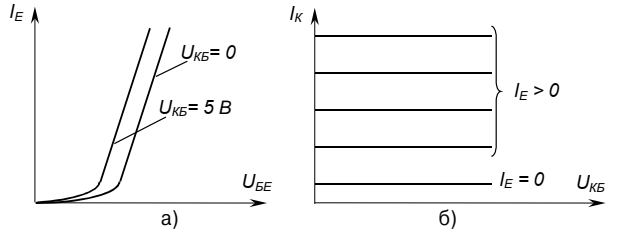 I_E
U_КБ = 0
U_КБ = 5 В
U_БЕ
а)
I_К
I_E > 0
I_E = 0
U_КБ
б)